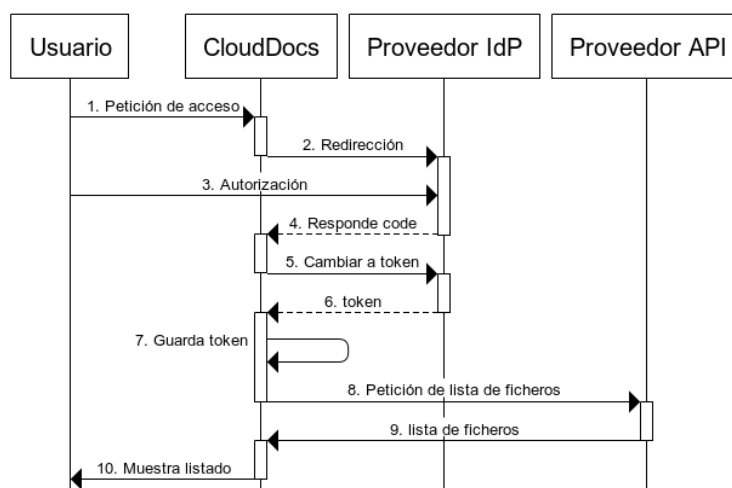 Usuario
CloudDocs
Proveedor IdP
Proveedor API
1. Petición de acceso
2. Redirección
3. Autorización
4. Responde code
5. Cambiar a token
6. token
7. Guarda token
8. Petición de lista de ficheros
9. lista de ficheros
10. Muestra listado